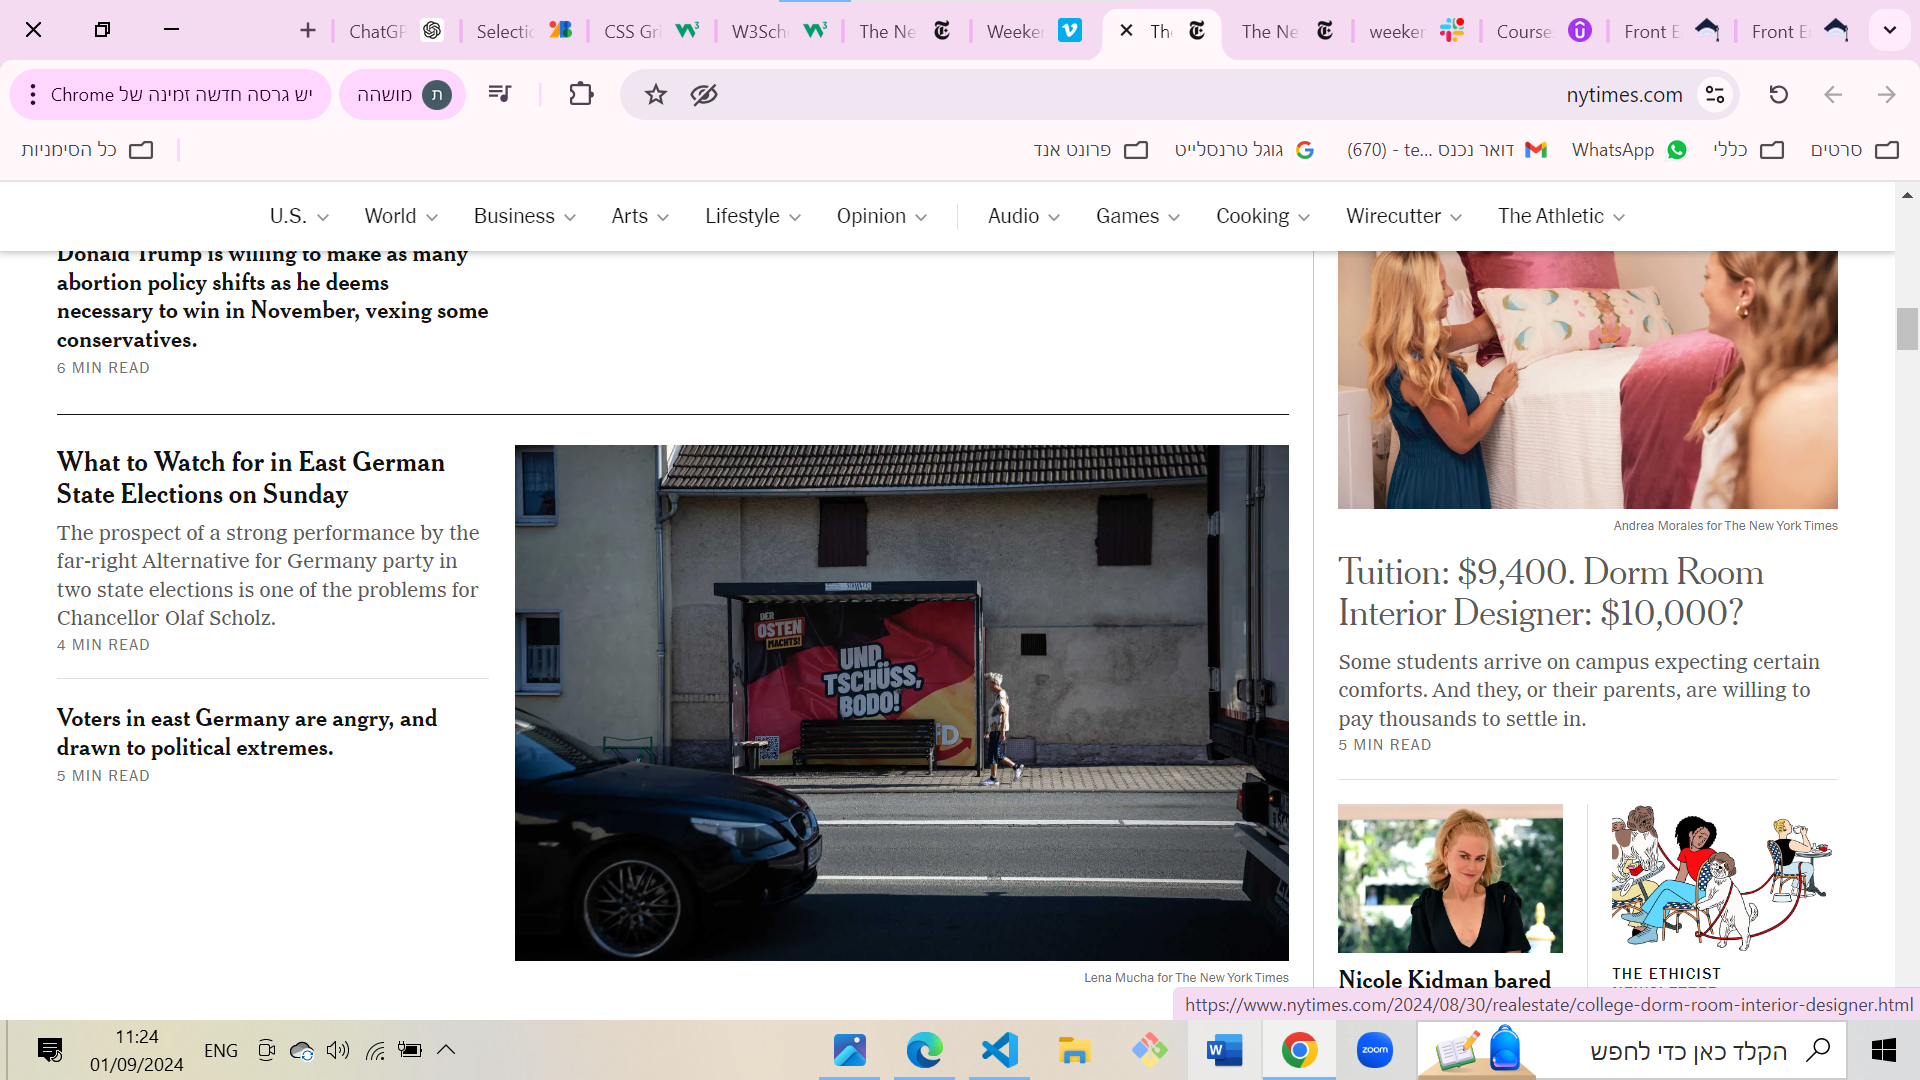 ChatGP
Selectio
CSS Gri
W3Scho
The Ne
Weeker
The
The Ne
weeker
Course
Front E
Front E
יש גרסה חדשה זמינה של Chrome
מושהה
ת
nytimes.com
כל הסימניות
פרונט אנד
גוגל טרנסלייט
דואר נכנס (670) - te...
WhatsApp
כללי
סרטים
U.S.
World
Business
Arts
Lifestyle
Opinion
Audio
Games
Cooking
Wirecutter
The Athletic
Donald Trump is willing to make as many
abortion policy shifts as he deems
necessary to win in November, vexing some
conservatives.
6 MIN READ
What to Watch for in East German
State Elections on Sunday
The prospect of a strong performance by the
far-right Alternative for Germany party in
two state elections is one of the problems for
Chancellor Olaf Scholz.
4 MIN READ
Voters in east Germany are angry, and
drawn to political extremes.
5 MIN READ
DER
OSTEN
MACHTS!
UND
TSCHÜSS,
BODO!
Lena Mucha for The New York Times
Andrea Morales for The New York Times
Tuition: $9,400. Dorm Room
Interior Designer: $10,000?
Some students arrive on campus expecting certain
comforts. And they, or their parents, are willing to
pay thousands to settle in.
5 MIN READ
Nicole Kidman bared
THE ETHICIST
https://www.nytimes.com/2024/08/30/realestate/college-dorm-room-interior-designer.html
11:24
01/09/2024
ENG
zoom
הקלד כאן כדי לחפש